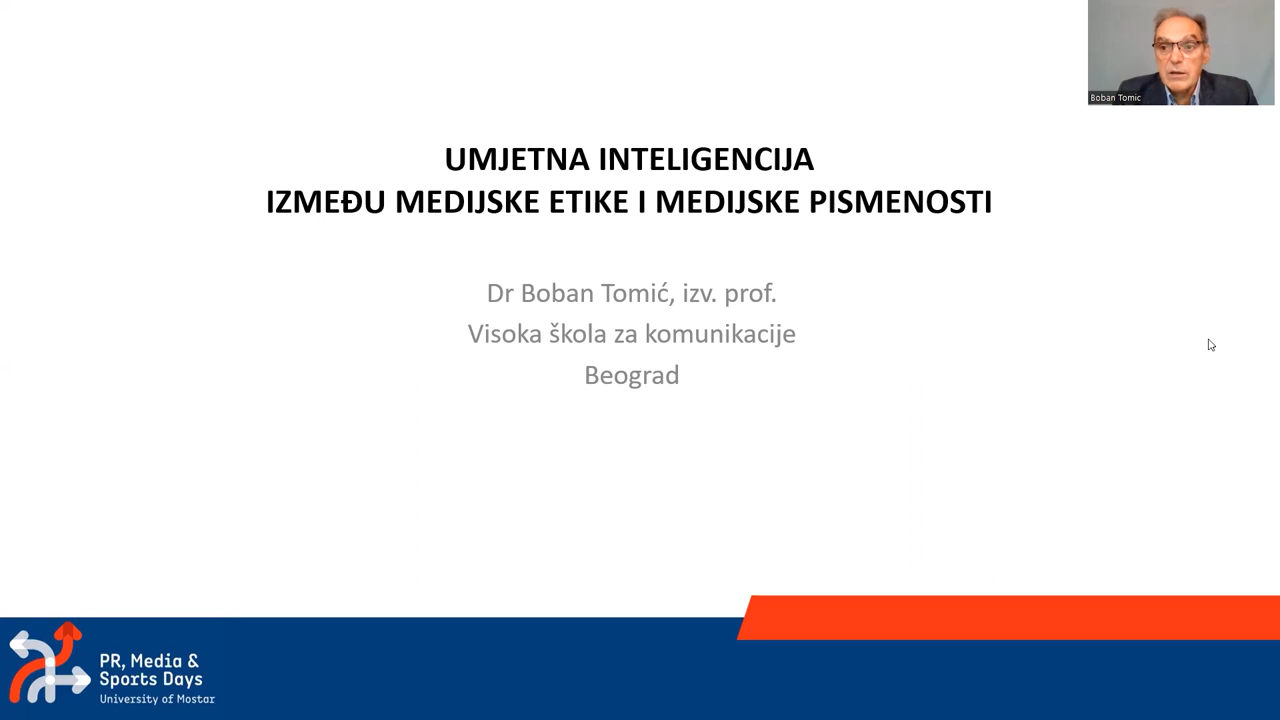 Boban Tomic
UMJETNA INTELIGENCIJA
IZMEĐU MEDIJSKE ETIKE I MEDIJSKE PISMENOSTI
Dr Boban Tomić, izv. prof.
Visoka škola za komunikacije
Beograd
PR, Media &
Sports Days
University of Mostar